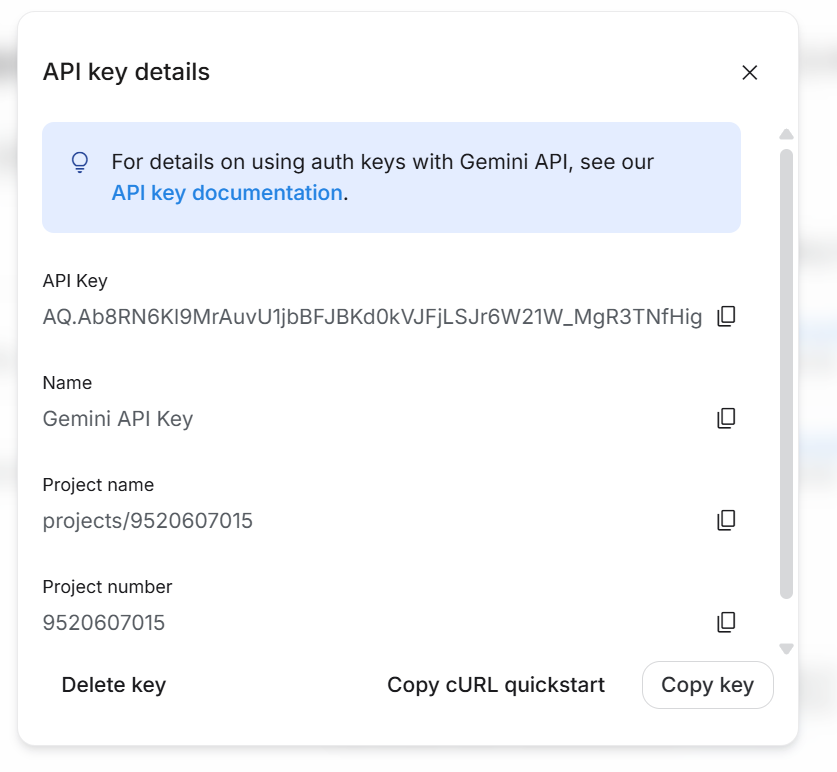 API key details
For details on using auth keys with Gemini API, see our
API key documentation.
API Key
AQ.Ab8RN6Kl9MrAuvU1jbBFJBKd0kVJFjLSJr6W21W_MgR3TNfHig
Name
Gemini API Key
Project name
projects/9520607015
Project number
9520607015
Delete key
Copy cURL quickstart
Copy key